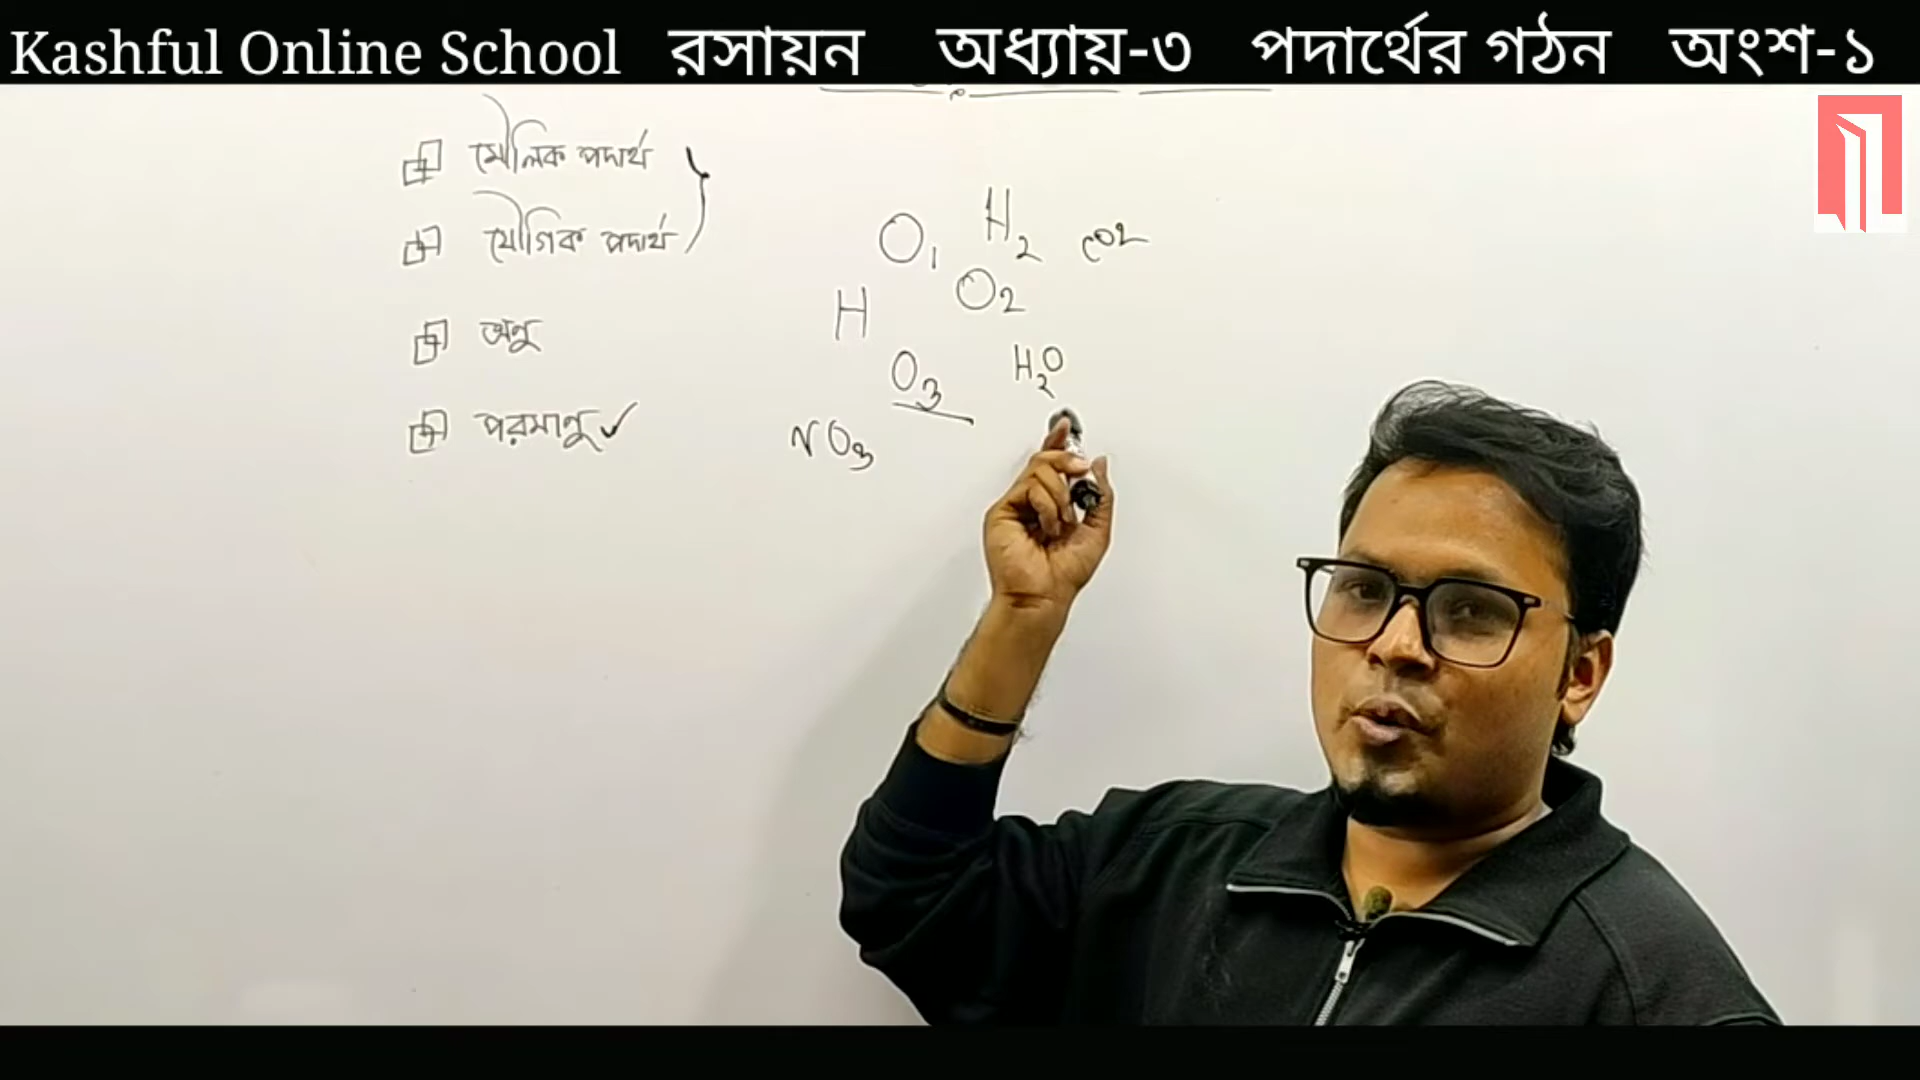 Kashful Online School রসায়ন অধ্যায়-৩ পদার্থের গঠন অংশ-১
মৌলিক পদার্থ
যৌগিক পদার্থ
অনু
পরমানু ✓
O₁ H₂ CO2
H O₂
O₃ H₂O
NO₃